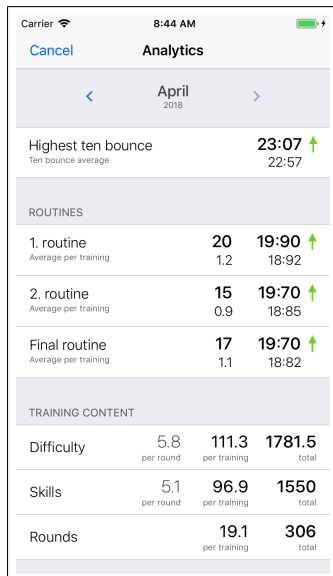 Carrier 8:44 AM
Cancel Analytics
April
2018
Highest ten bounce 23:07
Ten bounce average 22:57
ROUTINES
1. routine 20 19:90
Average per training 1.2 18:92
2. routine 15 19:70
Average per training 0.9 18:85
Final routine 17 19:70
Average per training 1.1 18:82
TRAINING CONTENT
Difficulty 5.8 111.3 1781.5
per round per training total
Skills 5.1 96.9 1550
per round per training total
Rounds 19.1 306
per training total